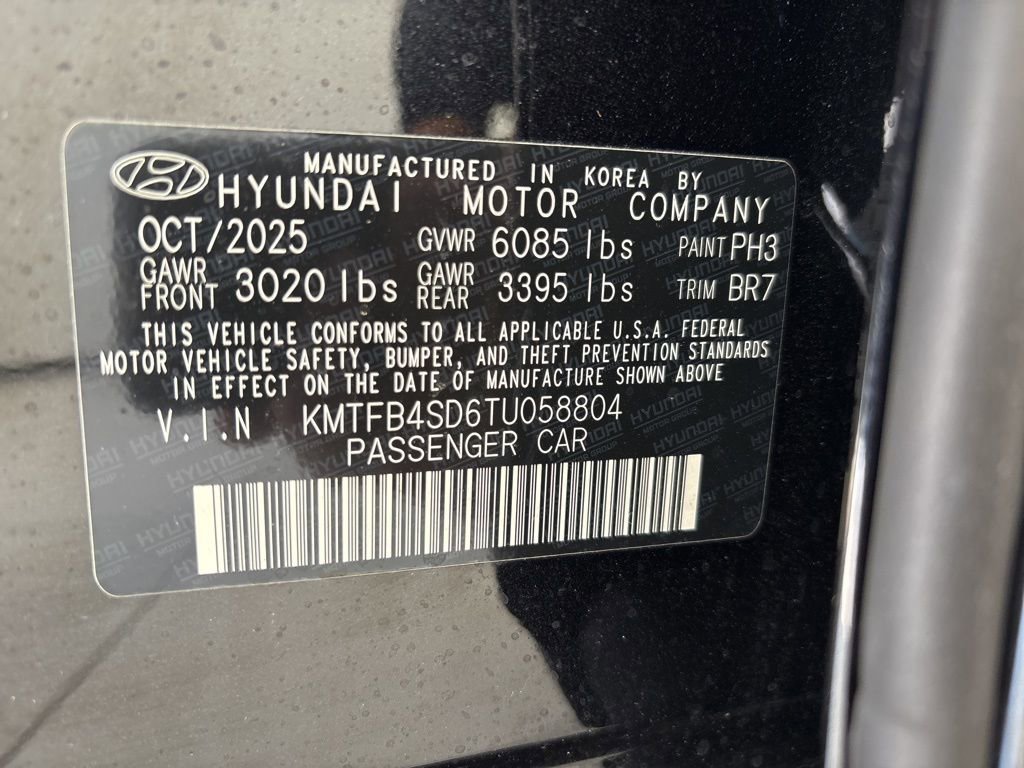 MANUFACTURED IN KOREA BY
HYUNDAI MOTOR COMPANY
OCT/2025 GVWR 6085 lbs PAINT PH3
GAWR FRONT 3020 lbs GAWR REAR 3395 lbs TRIM BR7
THIS VEHICLE CONFORMS TO ALL APPLICABLE U.S.A. FEDERAL
MOTOR VEHICLE SAFETY, BUMPER, AND THEFT PREVENTION STANDARDS
IN EFFECT ON THE DATE OF MANUFACTURE SHOWN ABOVE
V.I.N KMTFB4SD6TU058804
PASSENGER CAR